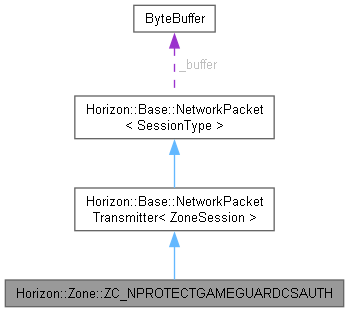 ByteBuffer
_buffer
Horizon::Base::NetworkPacket
< SessionType >
Horizon::Base::NetworkPacket
Transmitter< ZoneSession >
Horizon::Zone::ZC_NPROTECTGAMEGUARDCSAUTH